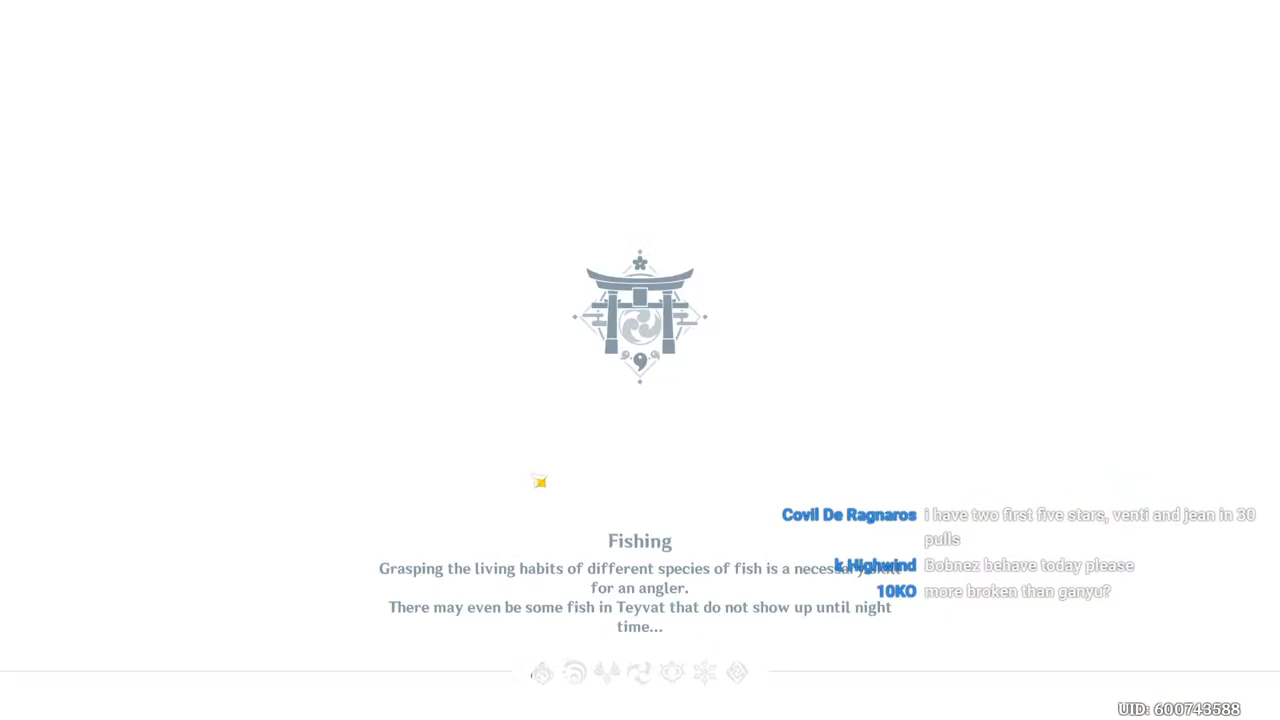 Covil De Ragnaros i have two first five stars, venti and jean in 30
pulls
Fishing
k Highwind Bobnez behave today please
Grasping the living habits of different species of fish is a
for an angler.
10KO more broken than ganyu?
There may even be some fish in Teyvat that do not show up until night
time...
UID: 600743588